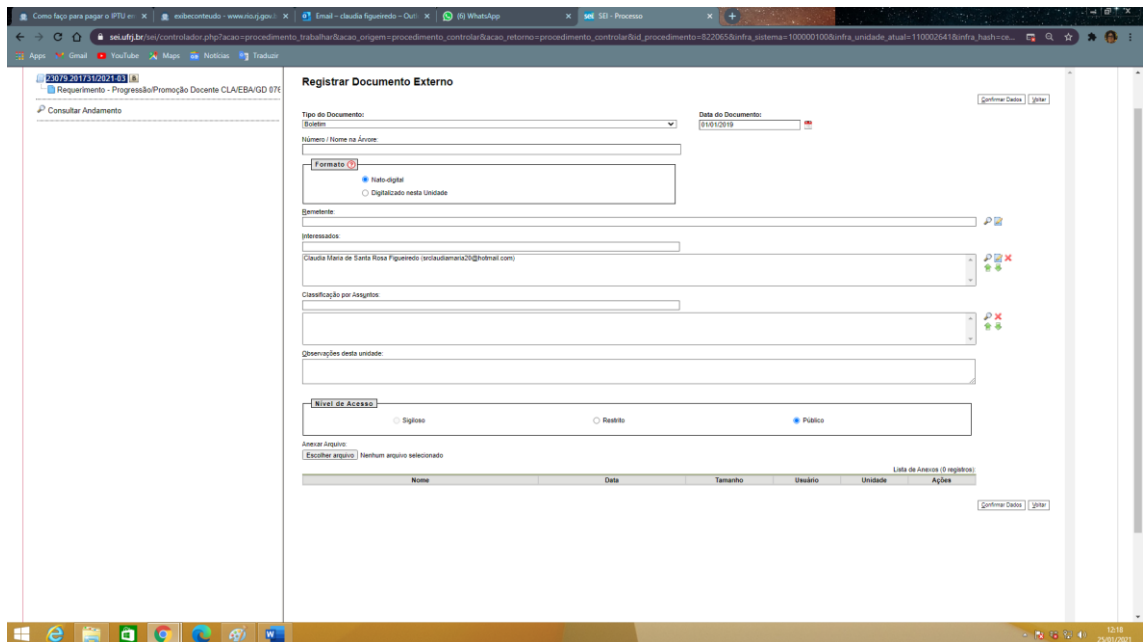 Como faço para pagar o IPTU em
exibeconteudo - www.rio.rj.gov.b
Email – claudia figueiredo – Outl
(6) WhatsApp
sei SEI - Processo
sei.ufrj.br/sei/controlador.php?acao=procedimento_trabalhar&acao_origem=procedimento_controlar&acao_retorno=procedimento_controlar&id_procedimento=822065&infra_sistema=100000100&infra_unidade_atual=110002641&infra_hash=ce...
Apps Gmail YouTube Maps Notícias Traduzir
23079.201731/2021-03
Requerimento - Progressão/Promoção Docente CLA/EBA/GD 076
Consultar Andamento
Registrar Documento Externo
Confirmar Dados Voltar
Tipo do Documento: Data do Documento:
Boletim 01/01/2019
Número / Nome na Árvore:
Formato
Nato-digital
Digitalizado nesta Unidade
Remetente:
Interessados:
Claudia Maria de Santa Rosa Figueiredo (srclaudiamaria20@hotmail.com)
Classificação por Assuntos:
Observações desta unidade:
Nível de Acesso
Sigiloso Restrito Público
Anexar Arquivo:
Escolher arquivo Nenhum arquivo selecionado
Lista de Anexos (0 registros)
Nome Data Tamanho Usuário Unidade Ações
Confirmar Dados Voltar
12:18
25/01/2021